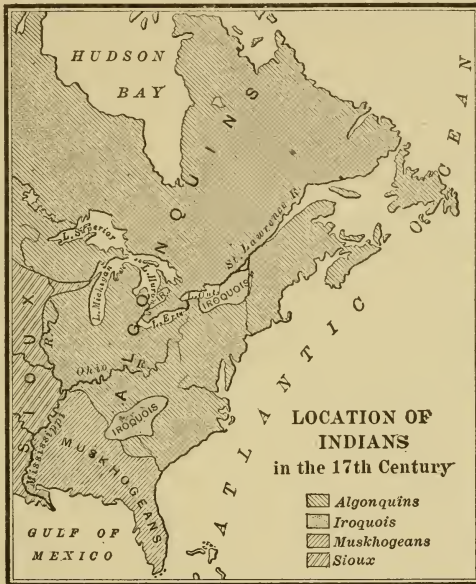 HUDSON
BAY
ALGONQUINS
L. Superior
L. Michigan
L. Huron
L. Ont.
L. Erie
St. Lawrence R.
IROQUOIS
SIOUX
Ohio R.
IROQUOIS
Mississippi
R.
MUSKHOGEANS
GULF OF
MEXICO
ATLANTIC OCEAN
LOCATION OF
INDIANS
in the 17th Century
Algonquins
Iroquois
Muskhogeans
Sioux